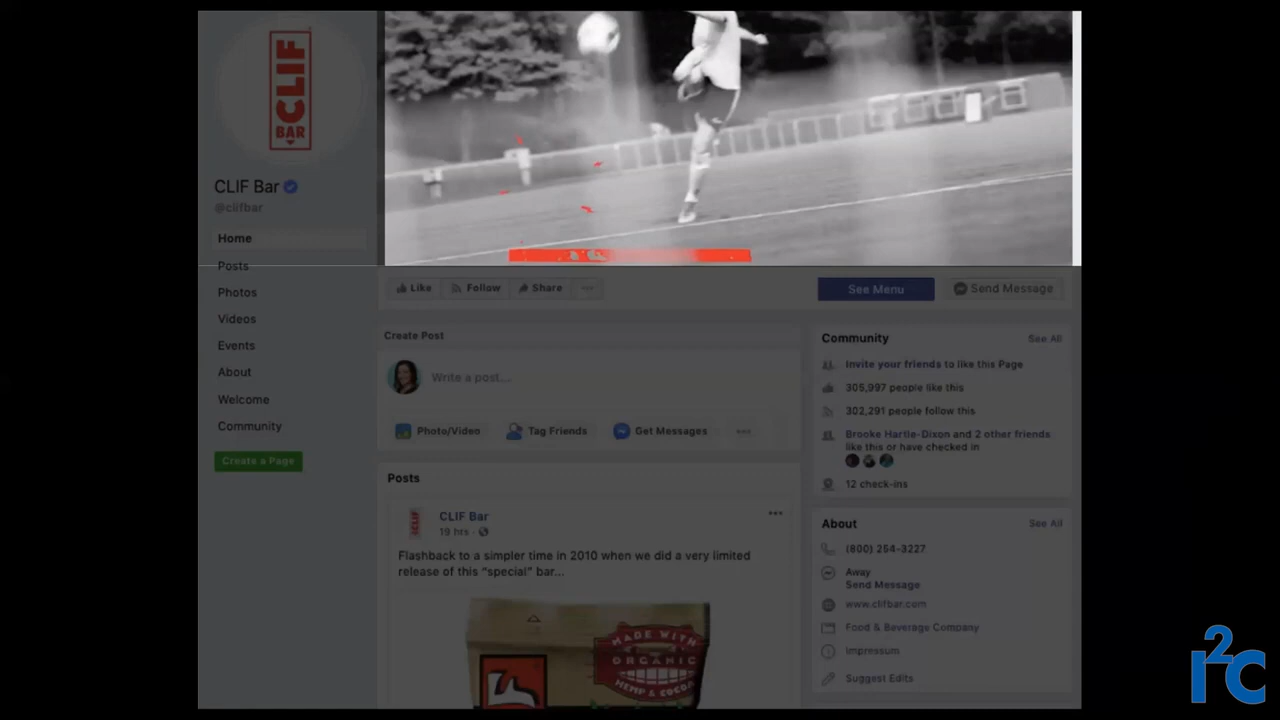 CLIF
BAR
CLIF Bar
@clifbar
Home
Posts
Photos
Videos
Events
About
Welcome
Community
Create a Page
Like
Follow
Share
See Menu
Send Message
Create Post
Write a post...
Photo/Video
Tag Friends
Get Messages
Posts
CLIF Bar
19 hrs
Flashback to a simpler time in 2010 when we did a very limited
release of this "special" bar...
MADE WITH
ORGANIC
HEMP & COCOA
Community
See All
Invite your friends to like this Page
305,997 people like this
302,291 people follow this
Brooke Hartle-Dixon and 2 other friends
like this or have checked in
12 check-ins
About
See All
(800) 254-3227
Away
Send Message
www.clifbar.com
Food & Beverage Company
Impressum
Suggest Edits
r2c